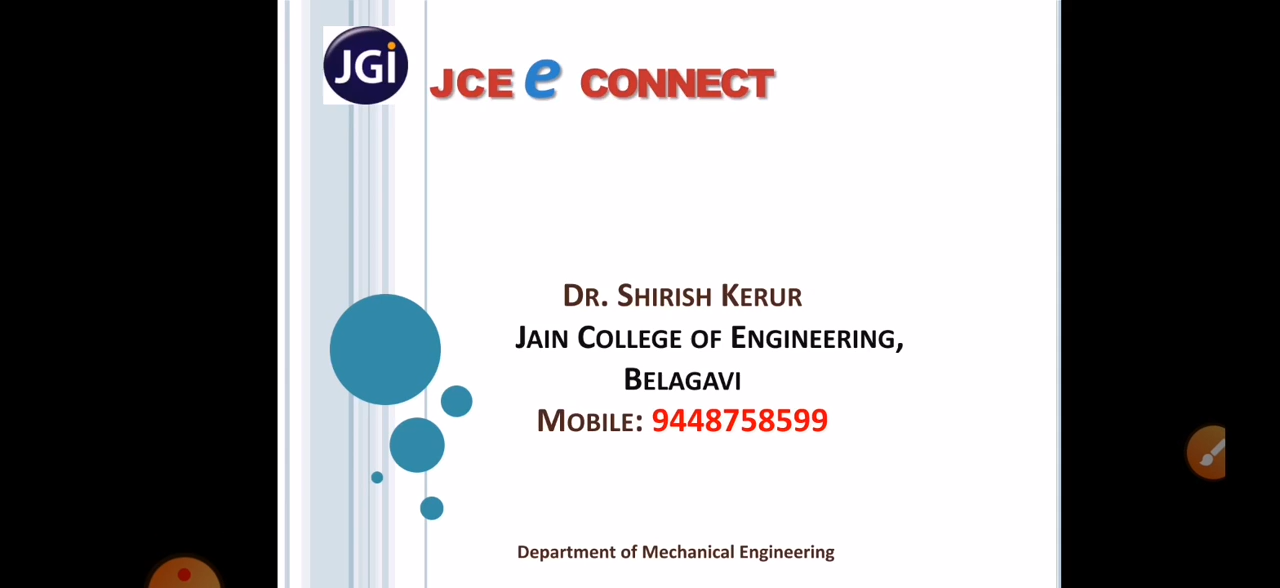 JGi
JCE e CONNECT
DR. SHIRISH KERUR
JAIN COLLEGE OF ENGINEERING,
BELAGAVI
MOBILE: 9448758599
Department of Mechanical Engineering